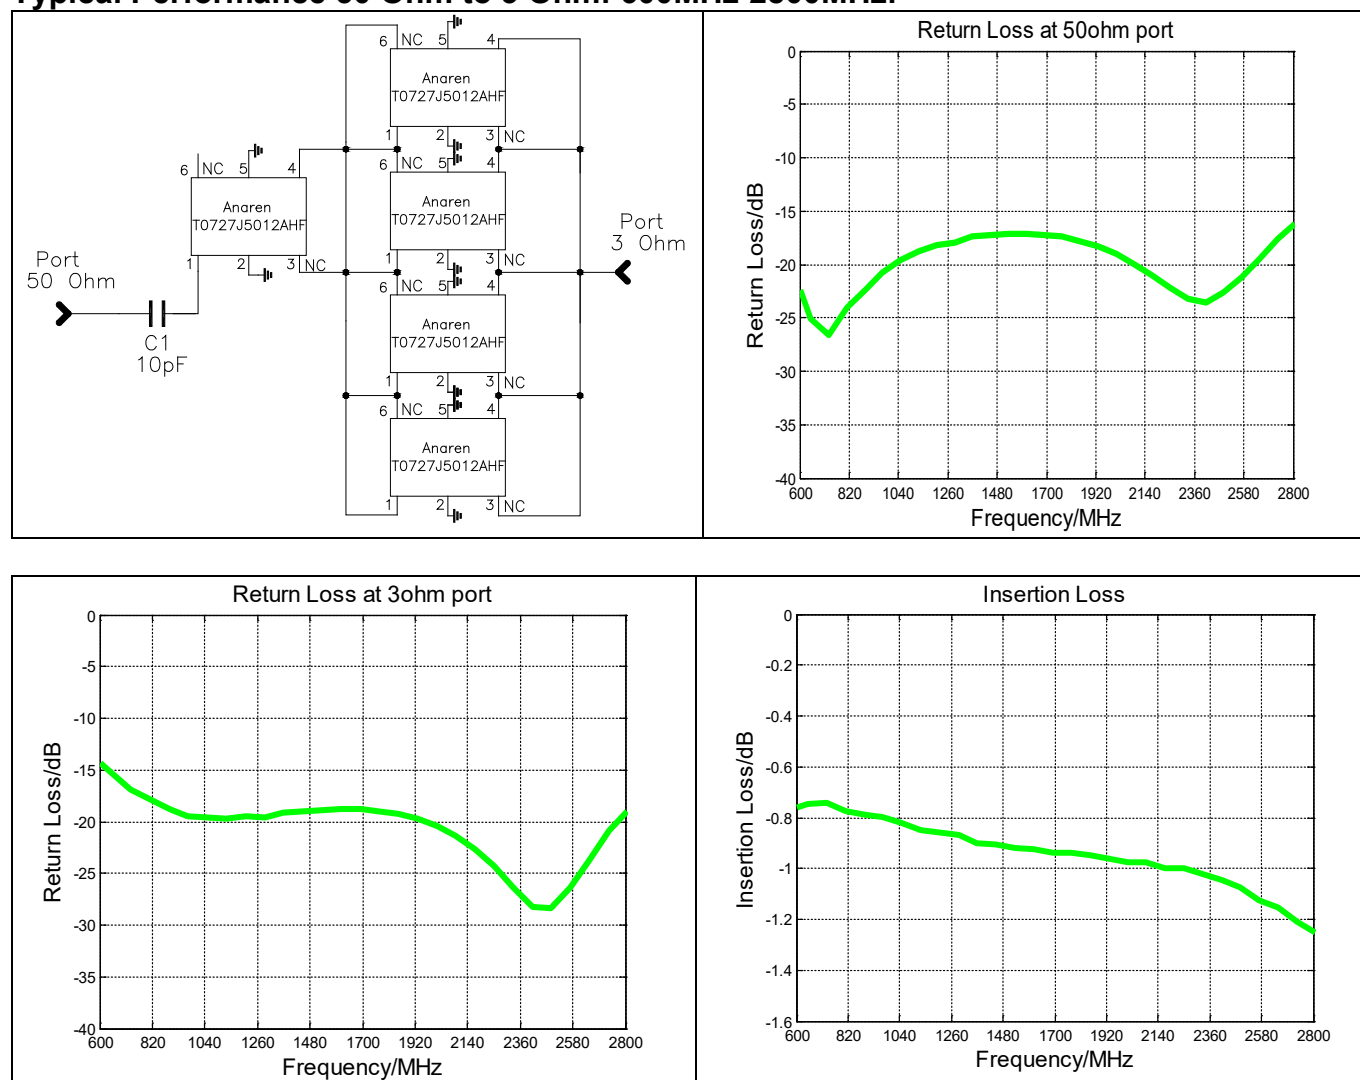 Typical Performance 50 Ohm to 3 Ohm: 600MHz-2800MHz:
6 NC 5 4
Anaren
T0727J5012AHF
1 2 3 NC
6 NC 5 4
Anaren
T0727J5012AHF
1 2 3 NC
6 NC 5 4
Anaren
T0727J5012AHF
1 2 3 NC
6 NC 5 4
Anaren
T0727J5012AHF
1 2 3 NC
6 NC 5 4
Anaren
T0727J5012AHF
1 2 3 NC
Port
50 Ohm
C1
10pF
Port
3 Ohm
Return Loss at 50ohm port
Return Loss/dB
0
-5
-10
-15
-20
-25
-30
-35
-40
600 820 1040 1260 1480 1700 1920 2140 2360 2580 2800
Frequency/MHz
Return Loss at 3ohm port
Return Loss/dB
0
-5
-10
-15
-20
-25
-30
-35
-40
600 820 1040 1260 1480 1700 1920 2140 2360 2580 2800
Frequency/MHz
Insertion Loss
Insertion Loss/dB
0
-0.2
-0.4
-0.6
-0.8
-1
-1.2
-1.4
-1.6
600 820 1040 1260 1480 1700 1920 2140 2360 2580 2800
Frequency/MHz